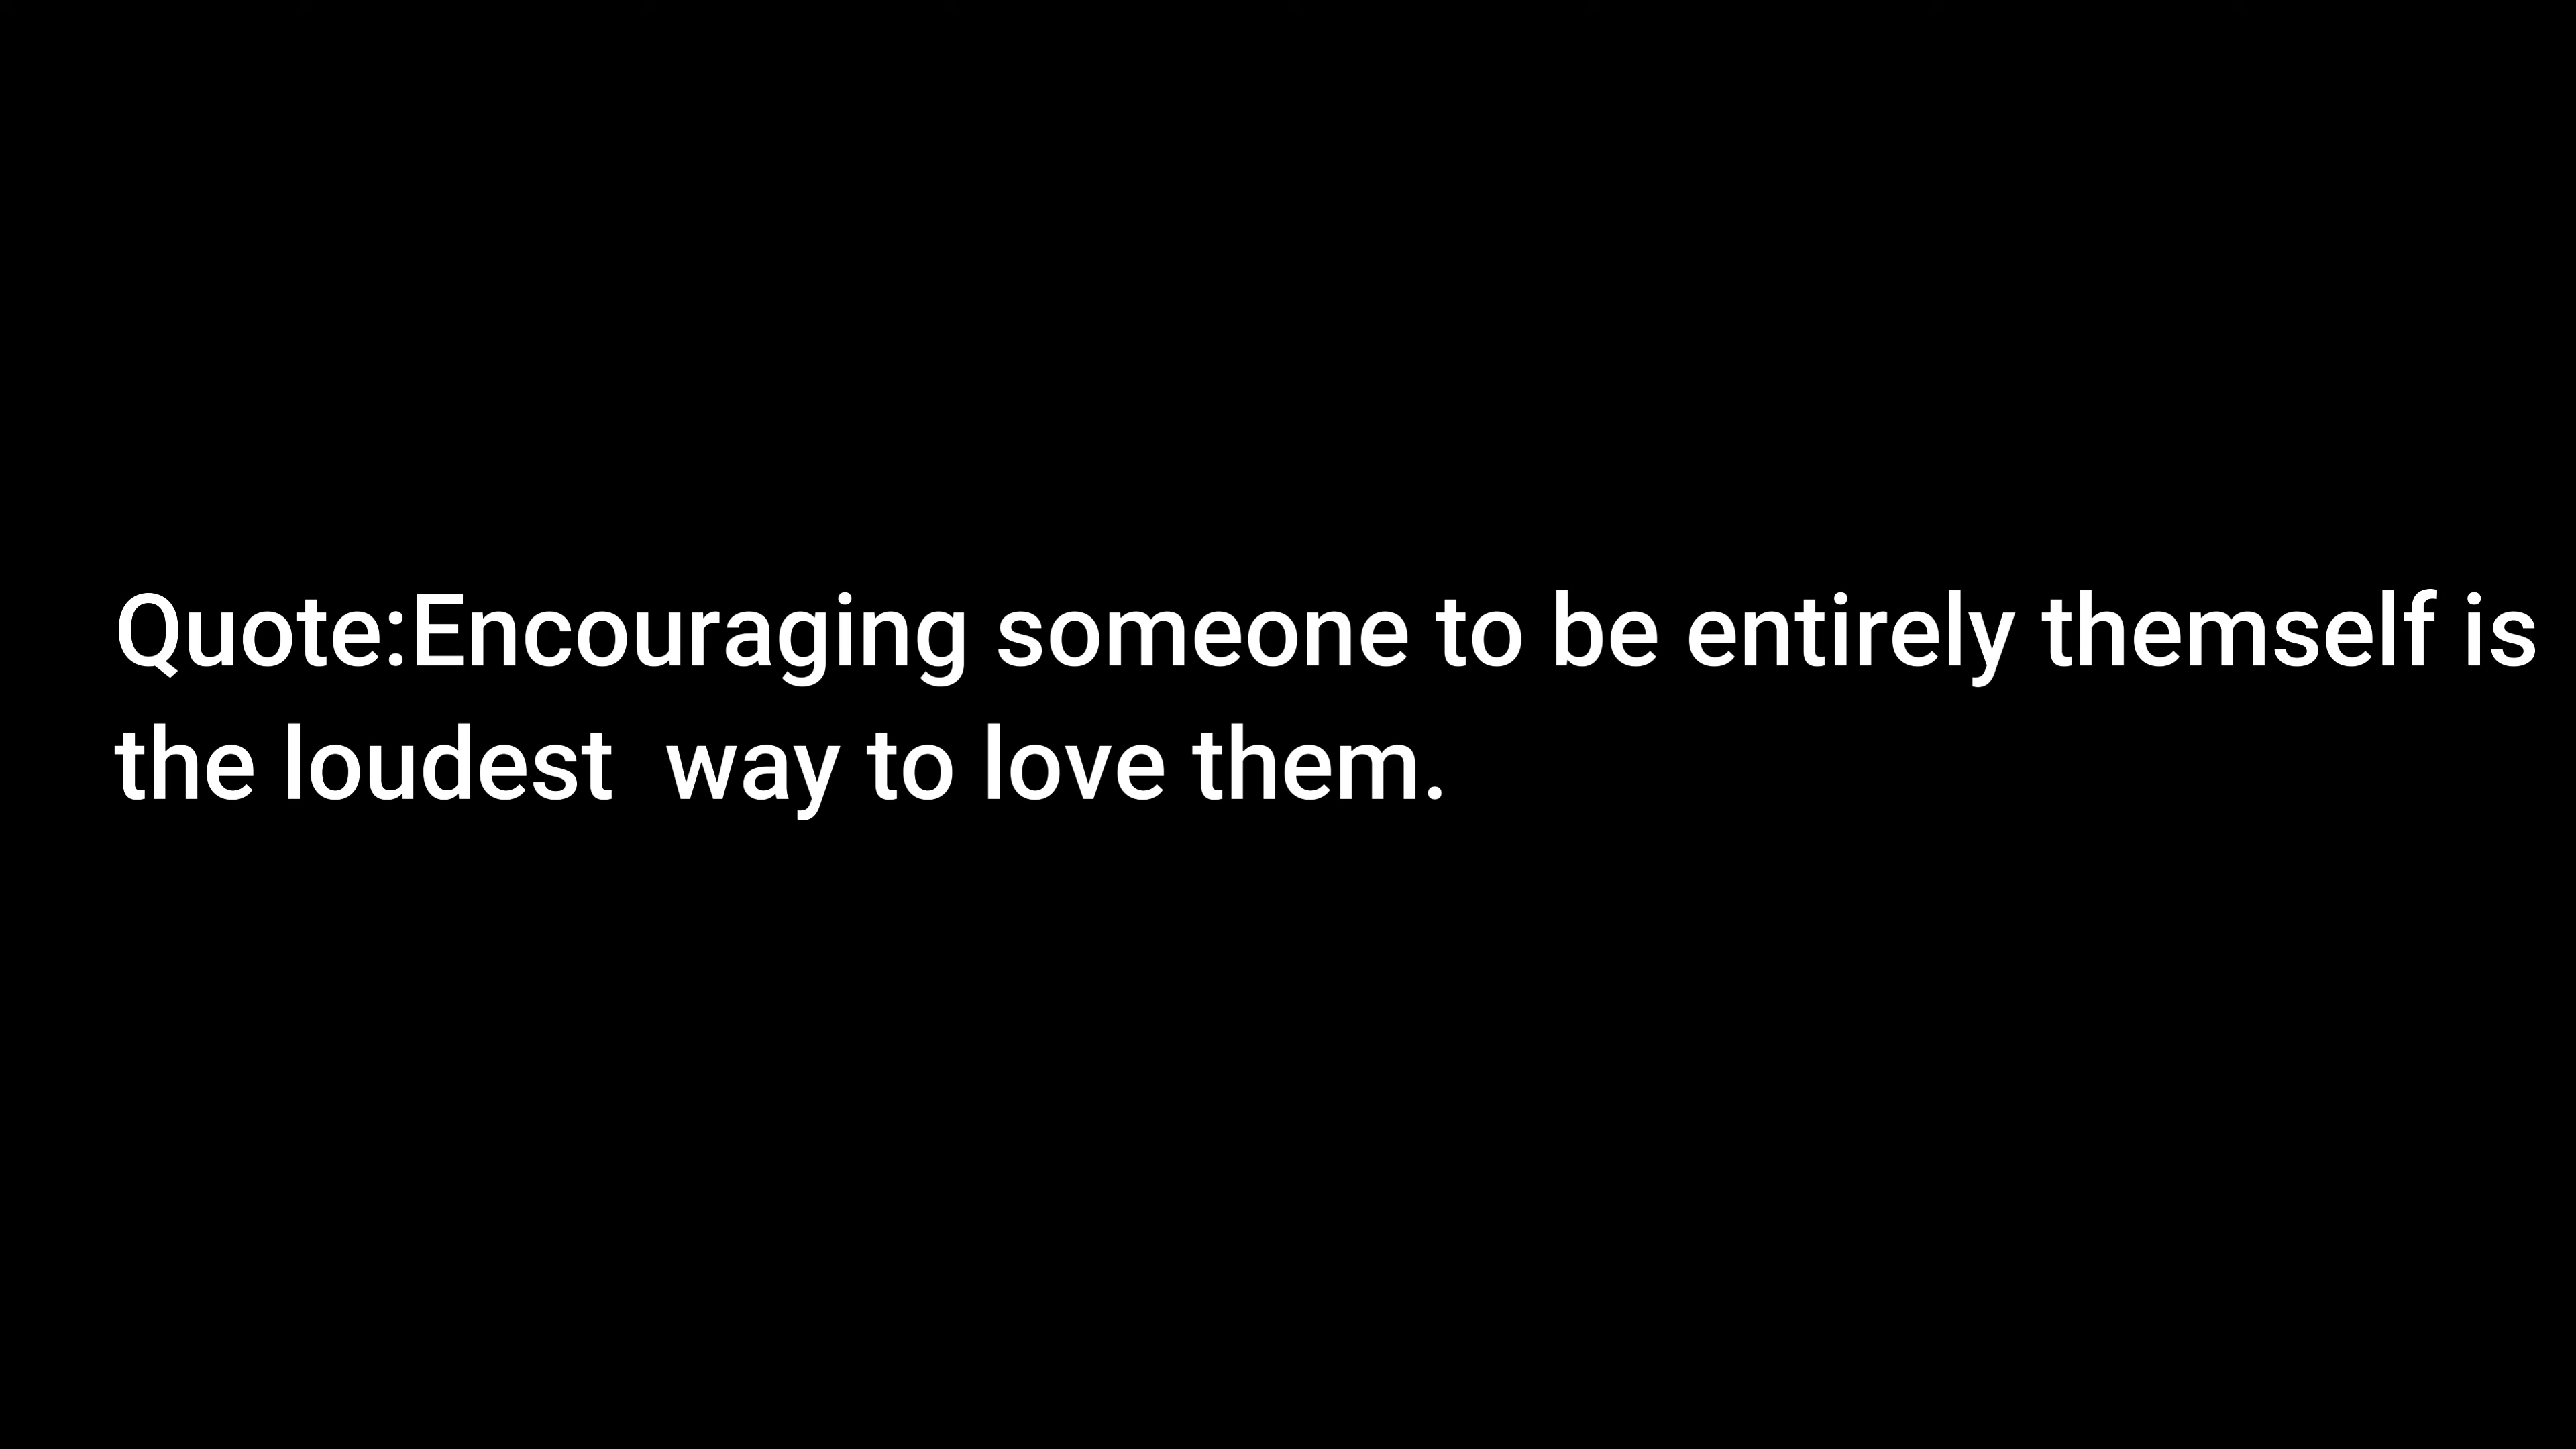 Quote:Encouraging someone to be entirely themself is
the loudest  way to love them.